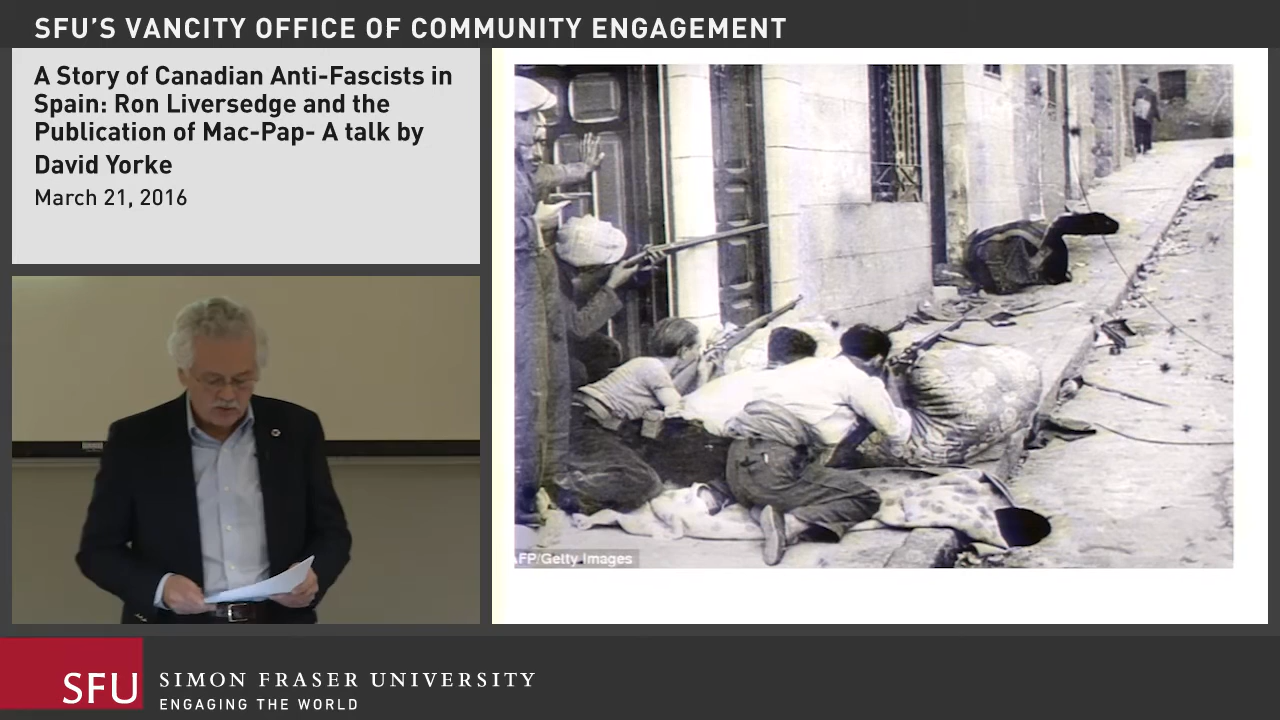 SFU'S VANCITY OFFICE OF COMMUNITY ENGAGEMENT
A Story of Canadian Anti-Fascists in
Spain: Ron Liversedge and the
Publication of Mac-Pap- A talk by
David Yorke
March 21, 2016
FP/Getty Images
SFU
SIMON FRASER UNIVERSITY
ENGAGING THE WORLD